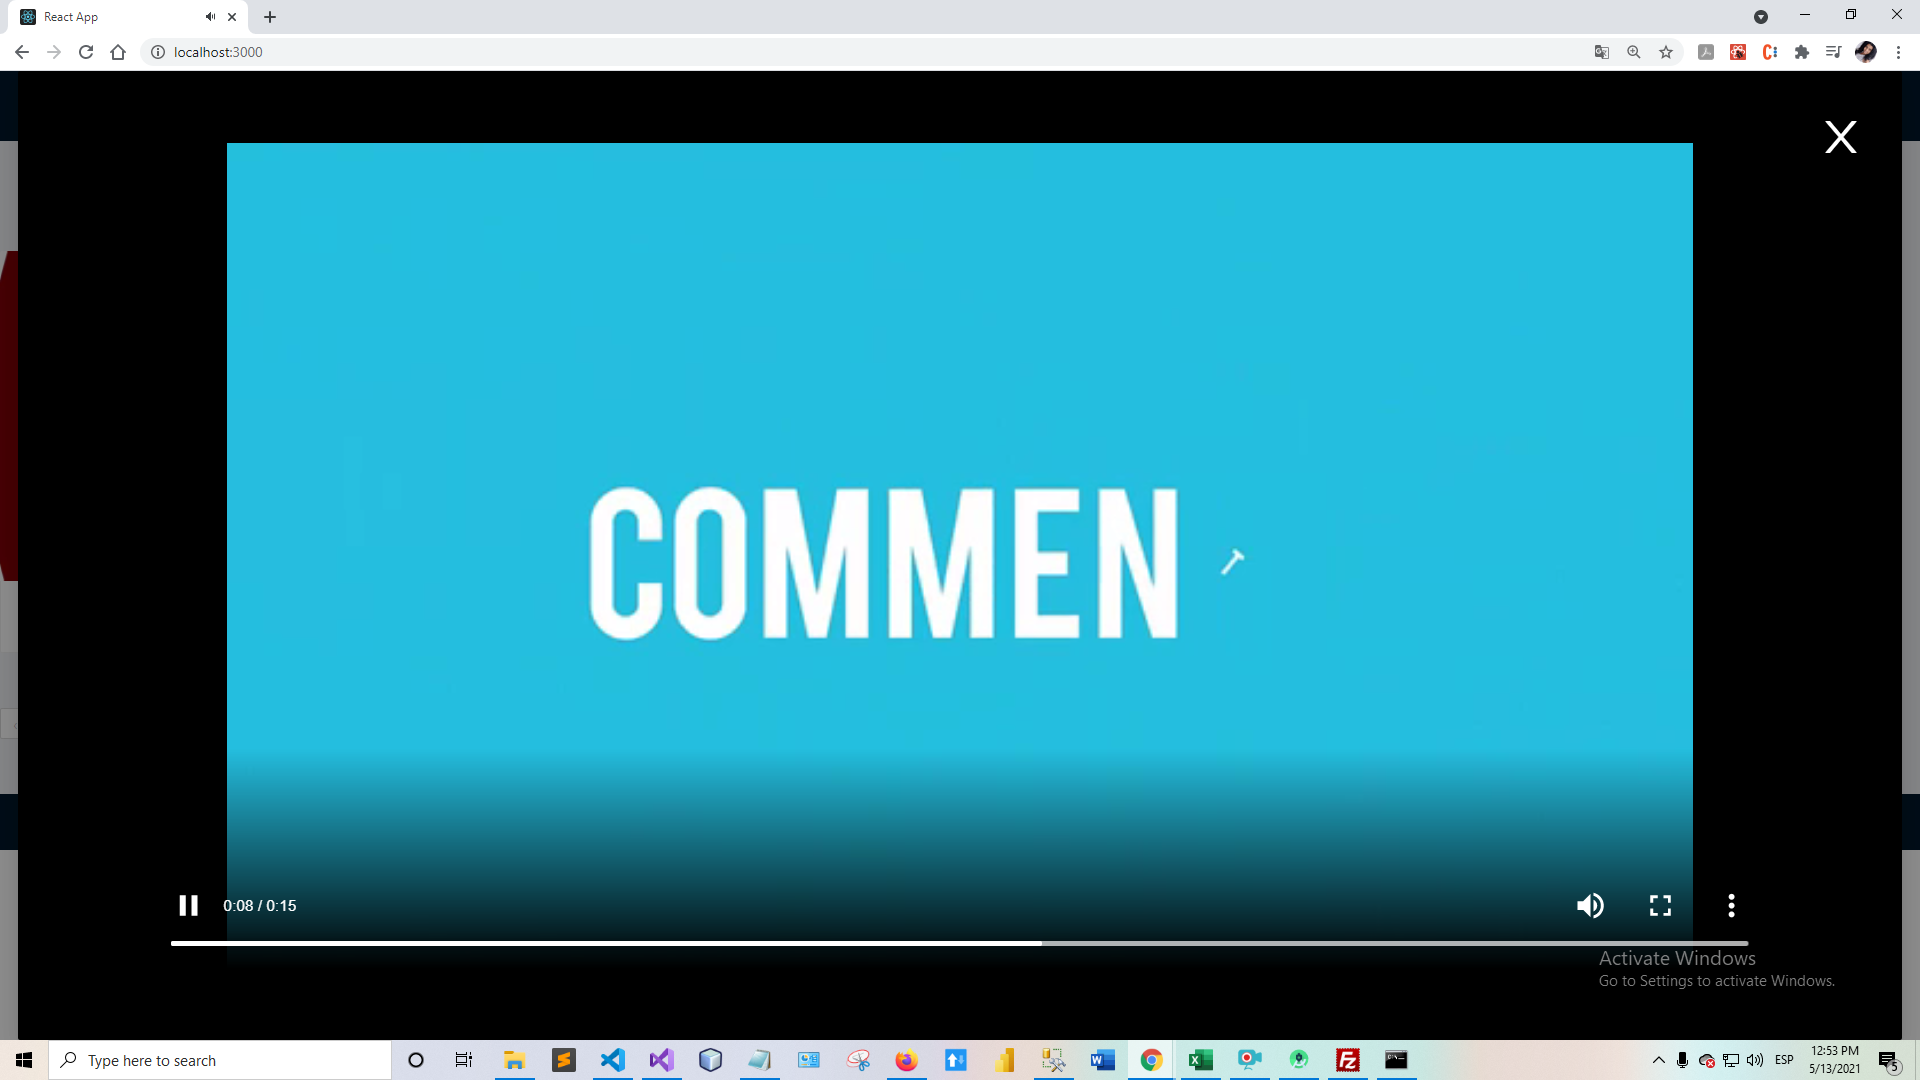 React App
localhost:3000
X
COMMEN
0:08 / 0:15
Activate Windows
Go to Settings to activate Windows.
Type here to search
ESP
12:53 PM
5/13/2021
5